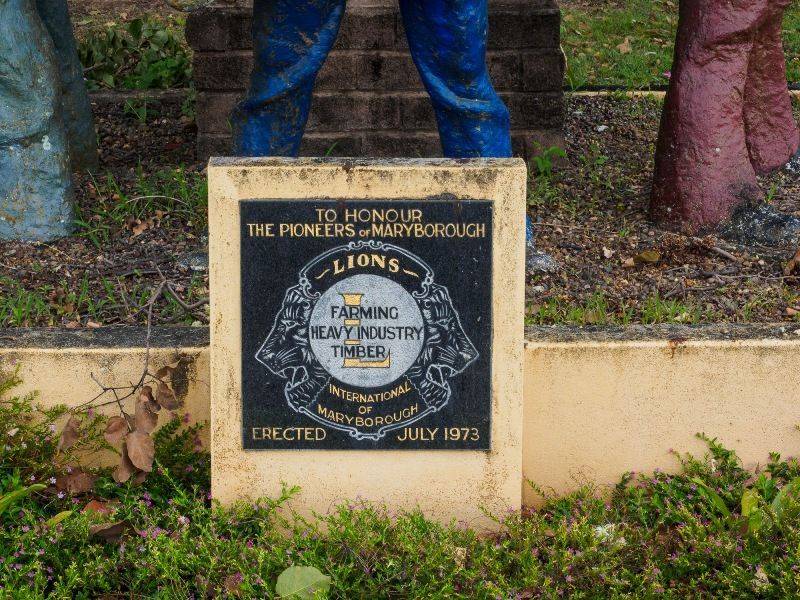 TO HONOUR
THE PIONEERS of MARYBOROUGH
LIONS
L
FARMING
HEAVY INDUSTRY
TIMBER
INTERNATIONAL
OF
MARYBOROUGH
ERECTED JULY 1973